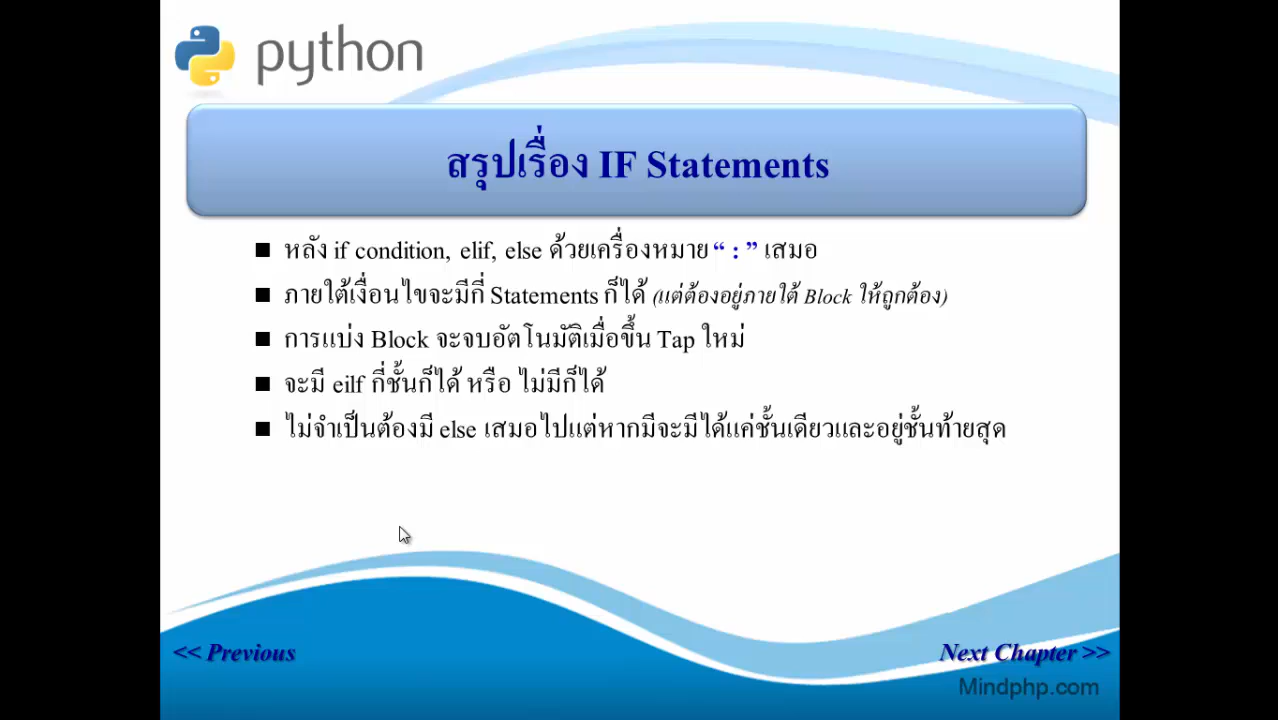 python
สรุปเรื่อง IF Statements
หลัง if condition, elif, else ด้วยเครื่องหมาย “ : ” เสมอ
ภายใต้เงื่อนไขจะมีกี่ Statements ก็ได้ (แต่ต้องอยู่ภายใต้ Block ให้ถูกต้อง)
การแบ่ง Block จะจบอัตโนมัติเมื่อขึ้น Tap ใหม่
จะมี eilf กี่ชั้นก็ได้ หรือ ไม่มีก็ได้
ไม่จำเป็นต้องมี else เสมอไปแต่หากมีจะมีได้แค่ชั้นเดียวและอยู่ชั้นท้ายสุด
<< Previous
Next Chapter >>
Mindphp.com